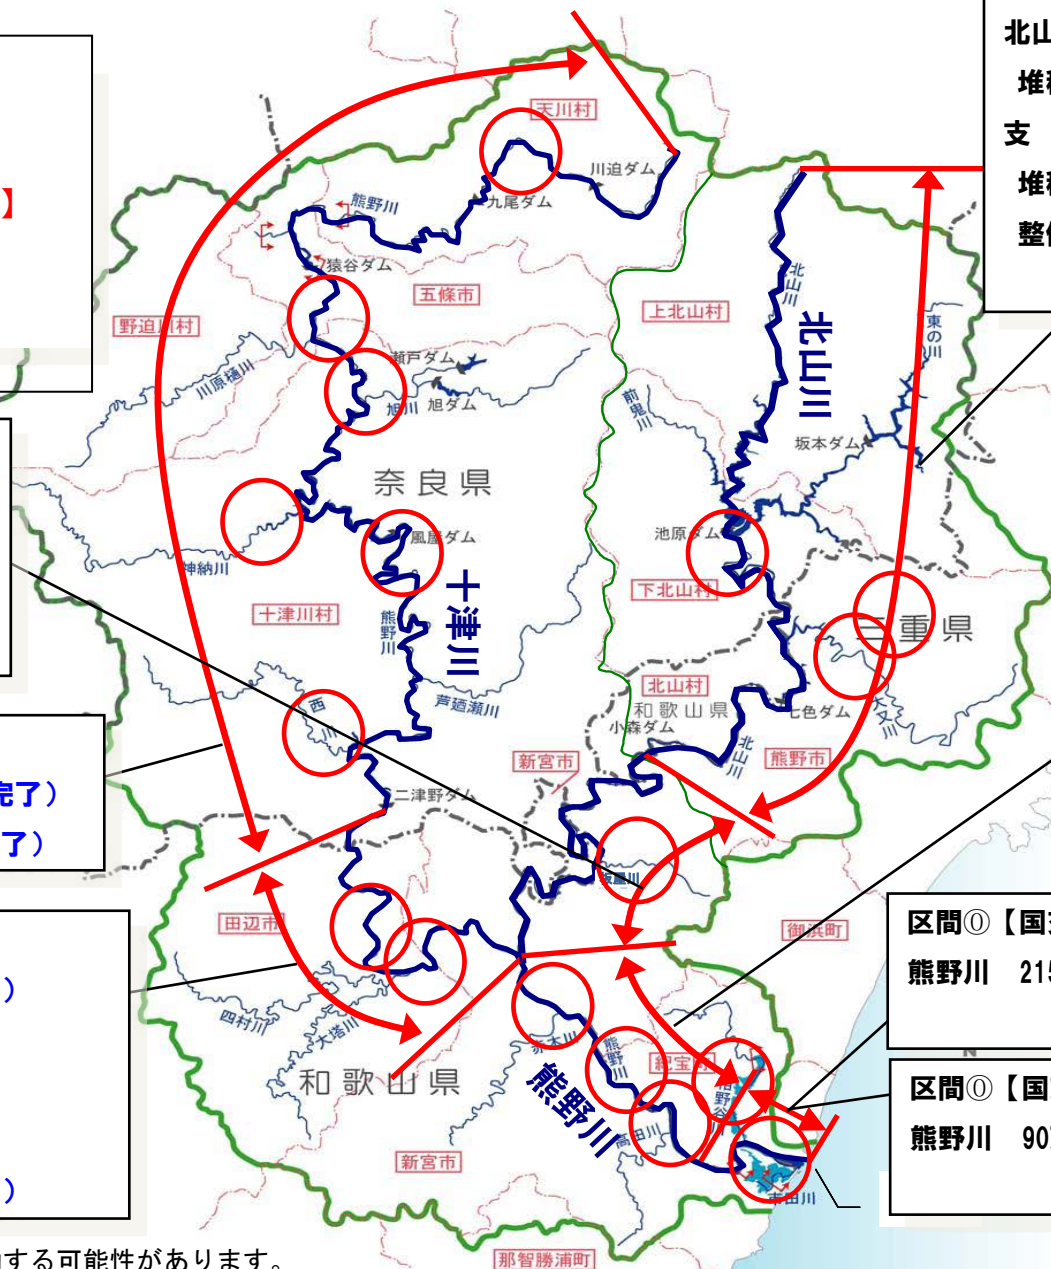 北山
堆
支
堆
整
】
天川村
川迫ダム
九尾ダム
熊野川
猿谷ダム
五條市
野迫川村
上北山村
北山川
北山川
東の川
瀬戸ダム
川原樋川
旭川
旭ダム
前鬼川
坂本ダム
奈良県
池原ダム
風屋ダム
神納川
下北山村
十津川
十津川村
熊野川
三重県
北山村
和歌山県
七色ダム
芦廼瀬川
西川
小森ダム
大又川
北山川
新宮市
熊野市
完了）
了）
二津野ダム
板屋川
田辺市
御浜町
区間⓪【国
熊野川 215
）
四村川
大塔川
赤木川
熊野川
紀宝町
相野谷川
和歌山県
熊野川
区間⓪【国
熊野川 90
高田川
新宮市
）
市田川
する可能性があります。
那智勝浦町